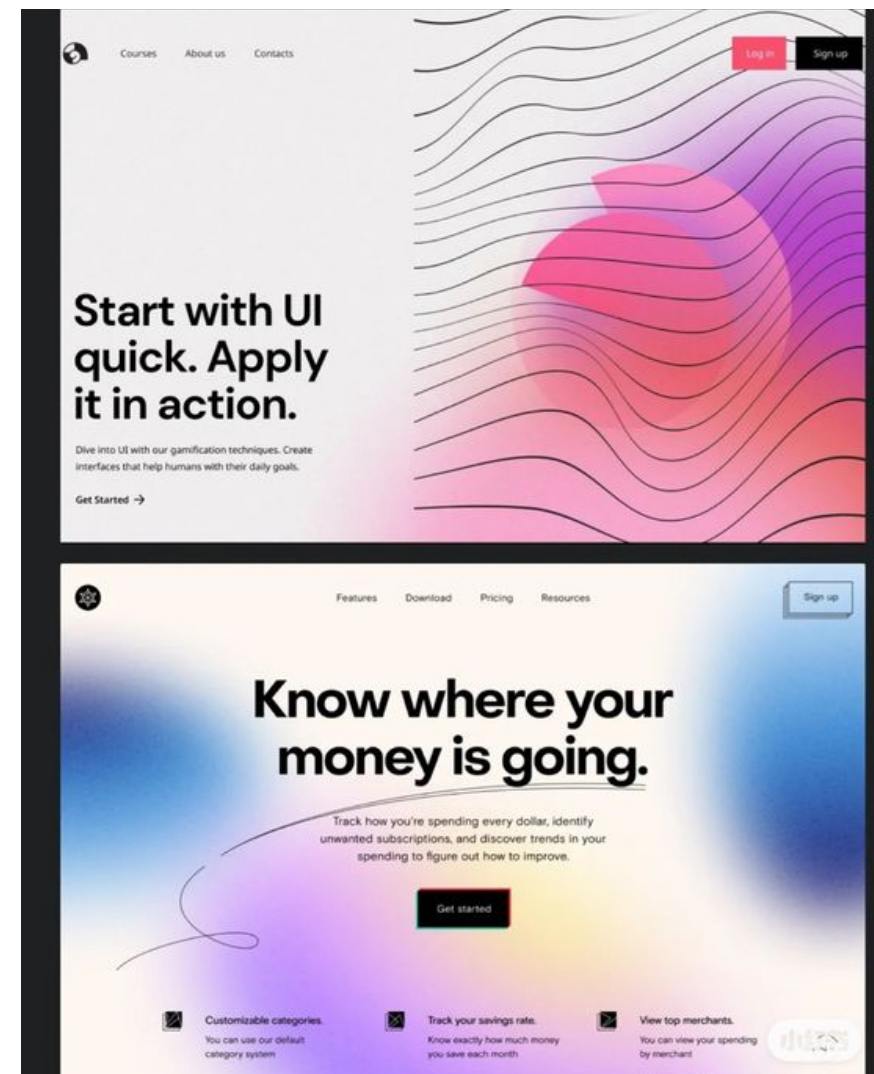 Courses About us Contacts Log in Sign up
Start with UI
quick. Apply
it in action.
Dive into UI with our gamification techniques. Create
interfaces that help humans with their daily goals.
Get Started →
Features Download Pricing Resources Sign up
Know where your
money is going.
Track how you're spending every dollar, identify
unwanted subscriptions, and discover trends in your
spending to figure out how to improve.
Get started
Customizable categories.
You can use our default
category system
Track your savings rate.
Know exactly how much money
you save each month
View top merchants.
You can view your spending
by merchant